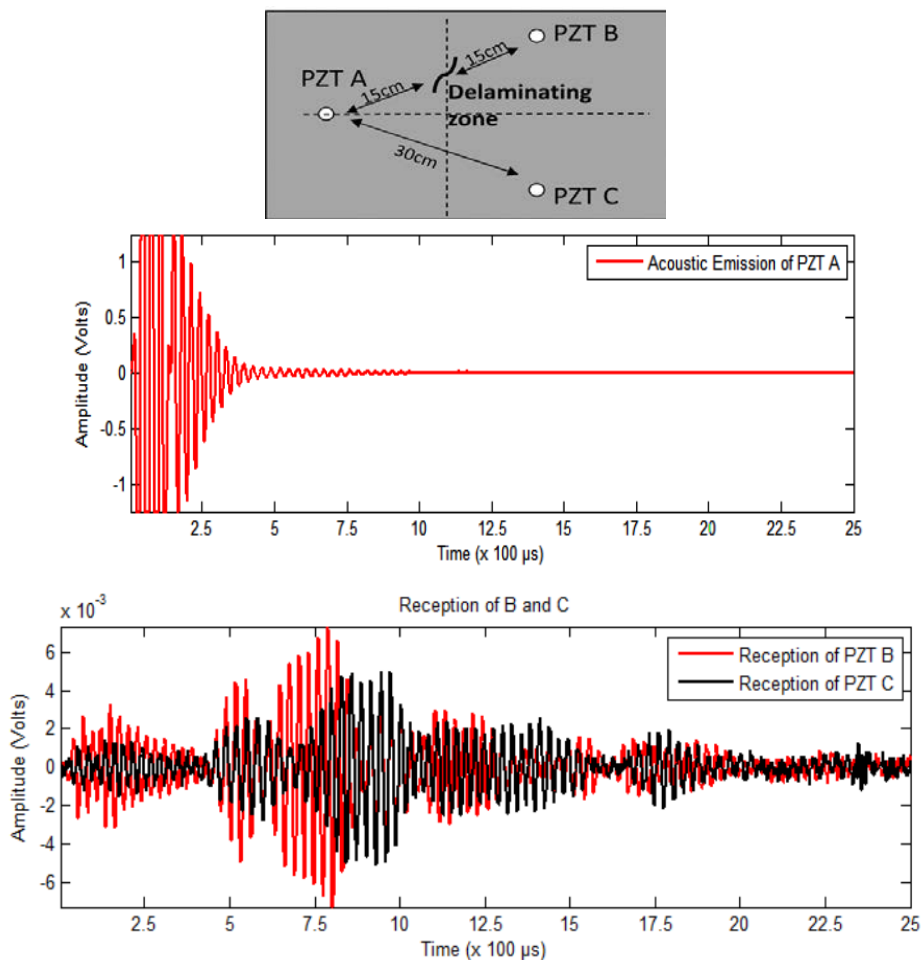 PZT B
15cm
PZT A
15cm
Delaminating
zone
30cm
PZT C
1
0.5
0
-0.5
-1
Amplitude (Volts)
Acoustic Emission of PZT A
2.5 5 7.5 10 12.5 15 17.5 20 22.5 25
Time (x 100 µs)
x 10⁻³
Reception of B and C
6
4
2
0
-2
-4
-6
Amplitude (Volts)
Reception of PZT B
Reception of PZT C
2.5 5 7.5 10 12.5 15 17.5 20 22.5 25
Time (x 100 µs)